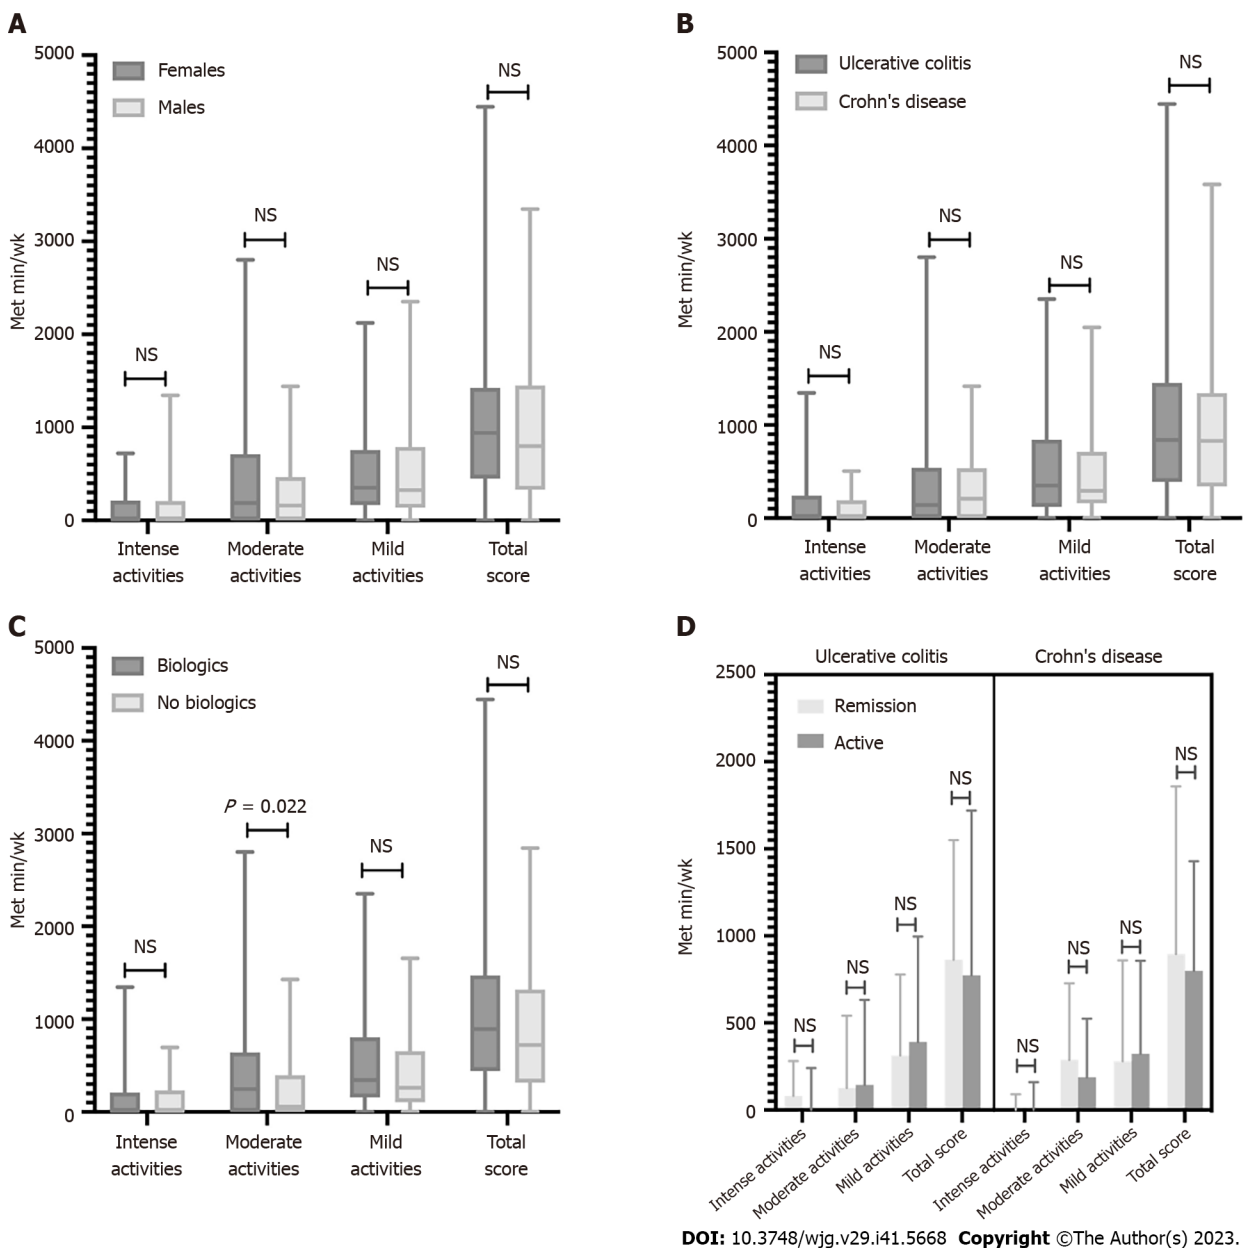 A
5000
4000
3000
2000
1000
0
Met min/wk
Females
Males
NS
NS
NS
NS
Intense activities
Moderate activities
Mild activities
Total score
B
5000
4000
3000
2000
1000
0
Met min/wk
Ulcerative colitis
Crohn's disease
NS
NS
NS
NS
Intense activities
Moderate activities
Mild activities
Total score
C
5000
4000
3000
2000
1000
0
Met min/wk
Biologics
No biologics
NS
P = 0.022
NS
NS
Intense activities
Moderate activities
Mild activities
Total score
D
Ulcerative colitis
Crohn's disease
2500
2000
1500
1000
500
0
Met min/wk
Remission
Active
NS
NS
NS
NS
NS
NS
NS
NS
Intense activities
Moderate activities
Mild activities
Total score
Intense activities
Moderate activities
Mild activities
Total score
DOI: 10.3748/wjg.v29.i41.5668 Copyright ©The Author(s) 2023.